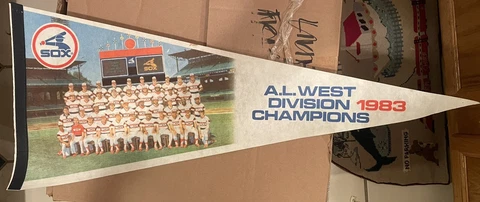 SOX
A.L. WEST
DIVISION 1983
CHAMPIONS